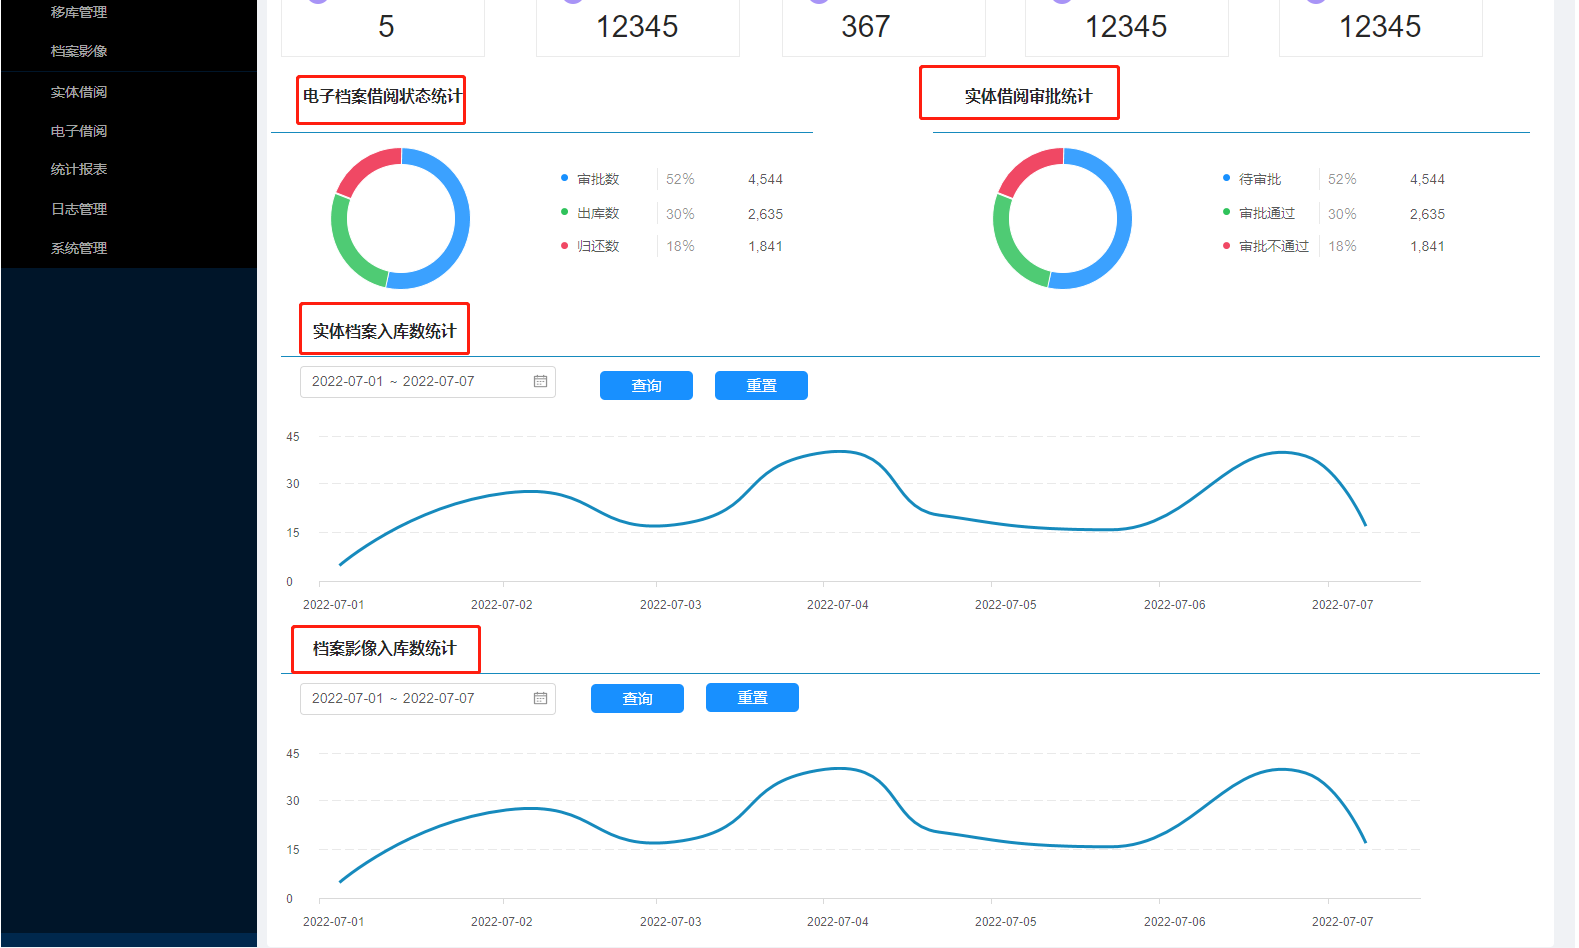 移库管理
档案影像
实体借阅
电子借阅
统计报表
日志管理
系统管理
5
12345
367
12345
12345
电子档案借阅状态统计
审批数 52% 4,544
出库数 30% 2,635
归还数 18% 1,841
实体借阅审批统计
待审批 52% 4,544
审批通过 30% 2,635
审批不通过 18% 1,841
实体档案入库数统计
2022-07-01 ~ 2022-07-07 查询 重置
45
30
15
0
2022-07-01 2022-07-02 2022-07-03 2022-07-04 2022-07-05 2022-07-06 2022-07-07
档案影像入库数统计
2022-07-01 ~ 2022-07-07 查询 重置
45
30
15
0
2022-07-01 2022-07-02 2022-07-03 2022-07-04 2022-07-05 2022-07-06 2022-07-07